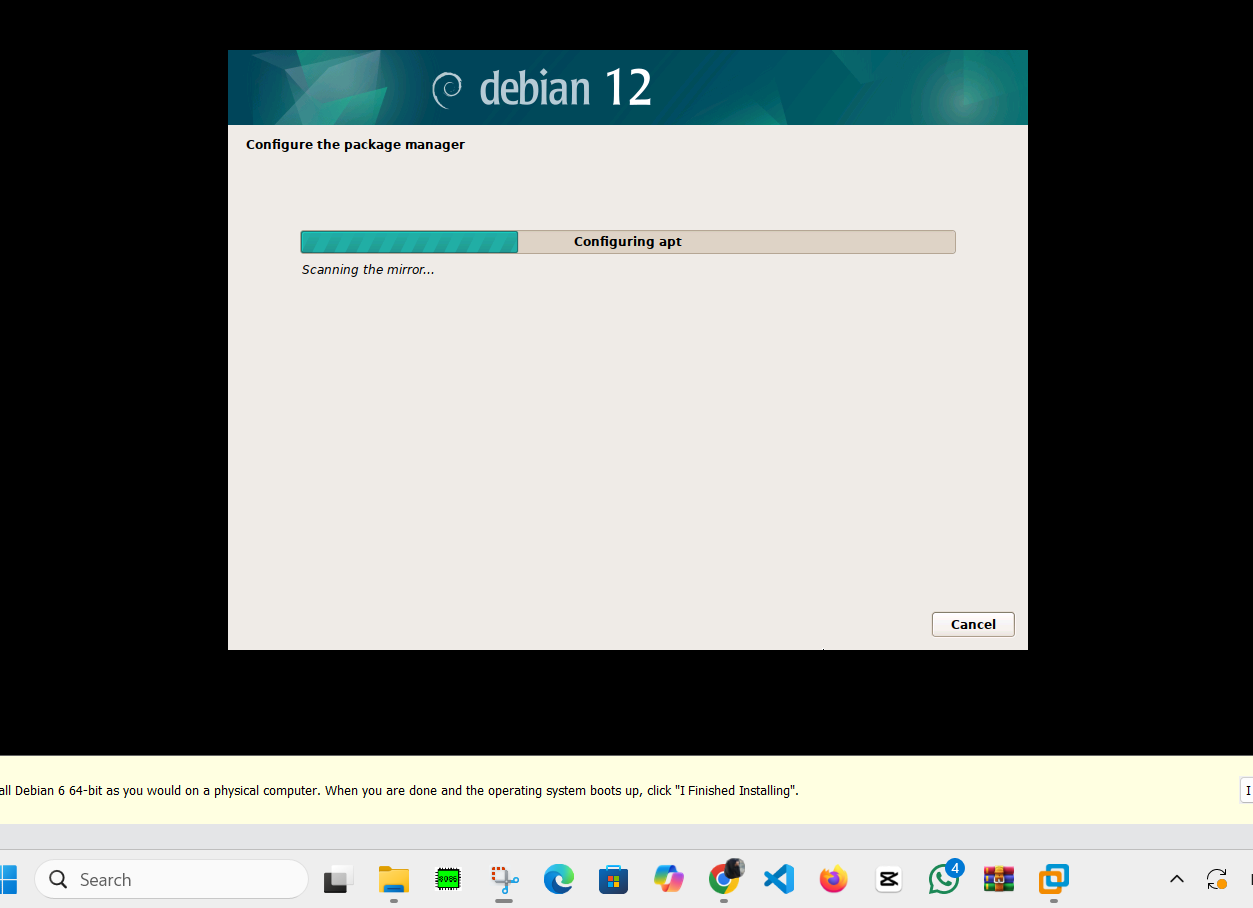 debian 12
Configure the package manager
Configuring apt
Scanning the mirror...
Cancel
all Debian 6 64-bit as you would on a physical computer. When you are done and the operating system boots up, click "I Finished Installing".
I
Search
4